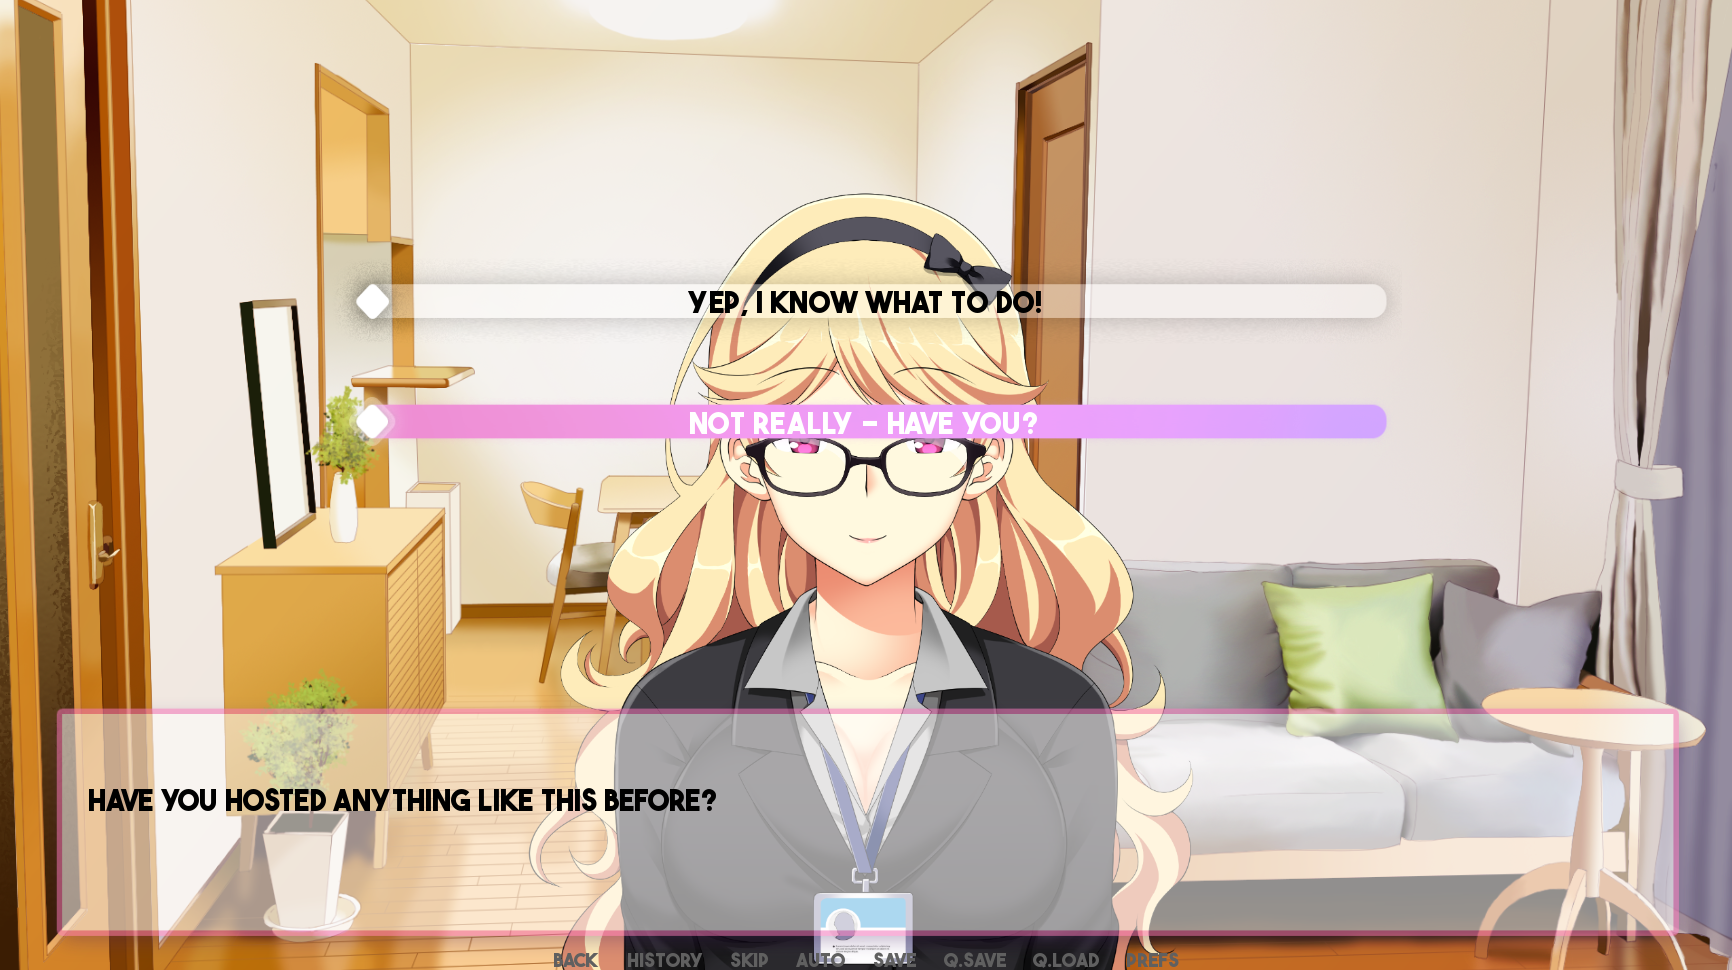 YEP, I KNOW WHAT TO DO!
NOT REALLY - HAVE YOU?
HAVE YOU HOSTED ANYTHING LIKE THIS BEFORE?
BACK HISTORY SKIP AUTO SAVE Q.SAVE Q.LOAD PREFS